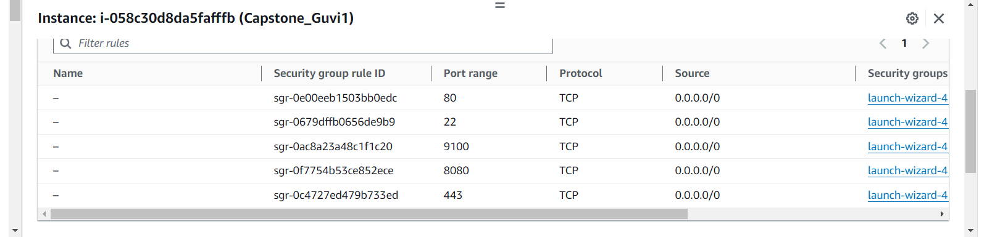 Instance: i-058c30d8da5fafffb (Capstone_Guvi1)
Filter rules 1
Name Security group rule ID Port range Protocol Source Security groups
– sgr-0e00eeb1503bb0edc 80 TCP 0.0.0.0/0 launch-wizard-4
– sgr-0679dffb0656de9b9 22 TCP 0.0.0.0/0 launch-wizard-4
– sgr-0ac8a23a48c1f1c20 9100 TCP 0.0.0.0/0 launch-wizard-4
– sgr-0f7754b53ce852ece 8080 TCP 0.0.0.0/0 launch-wizard-4
– sgr-0c4727ed479b733ed 443 TCP 0.0.0.0/0 launch-wizard-4